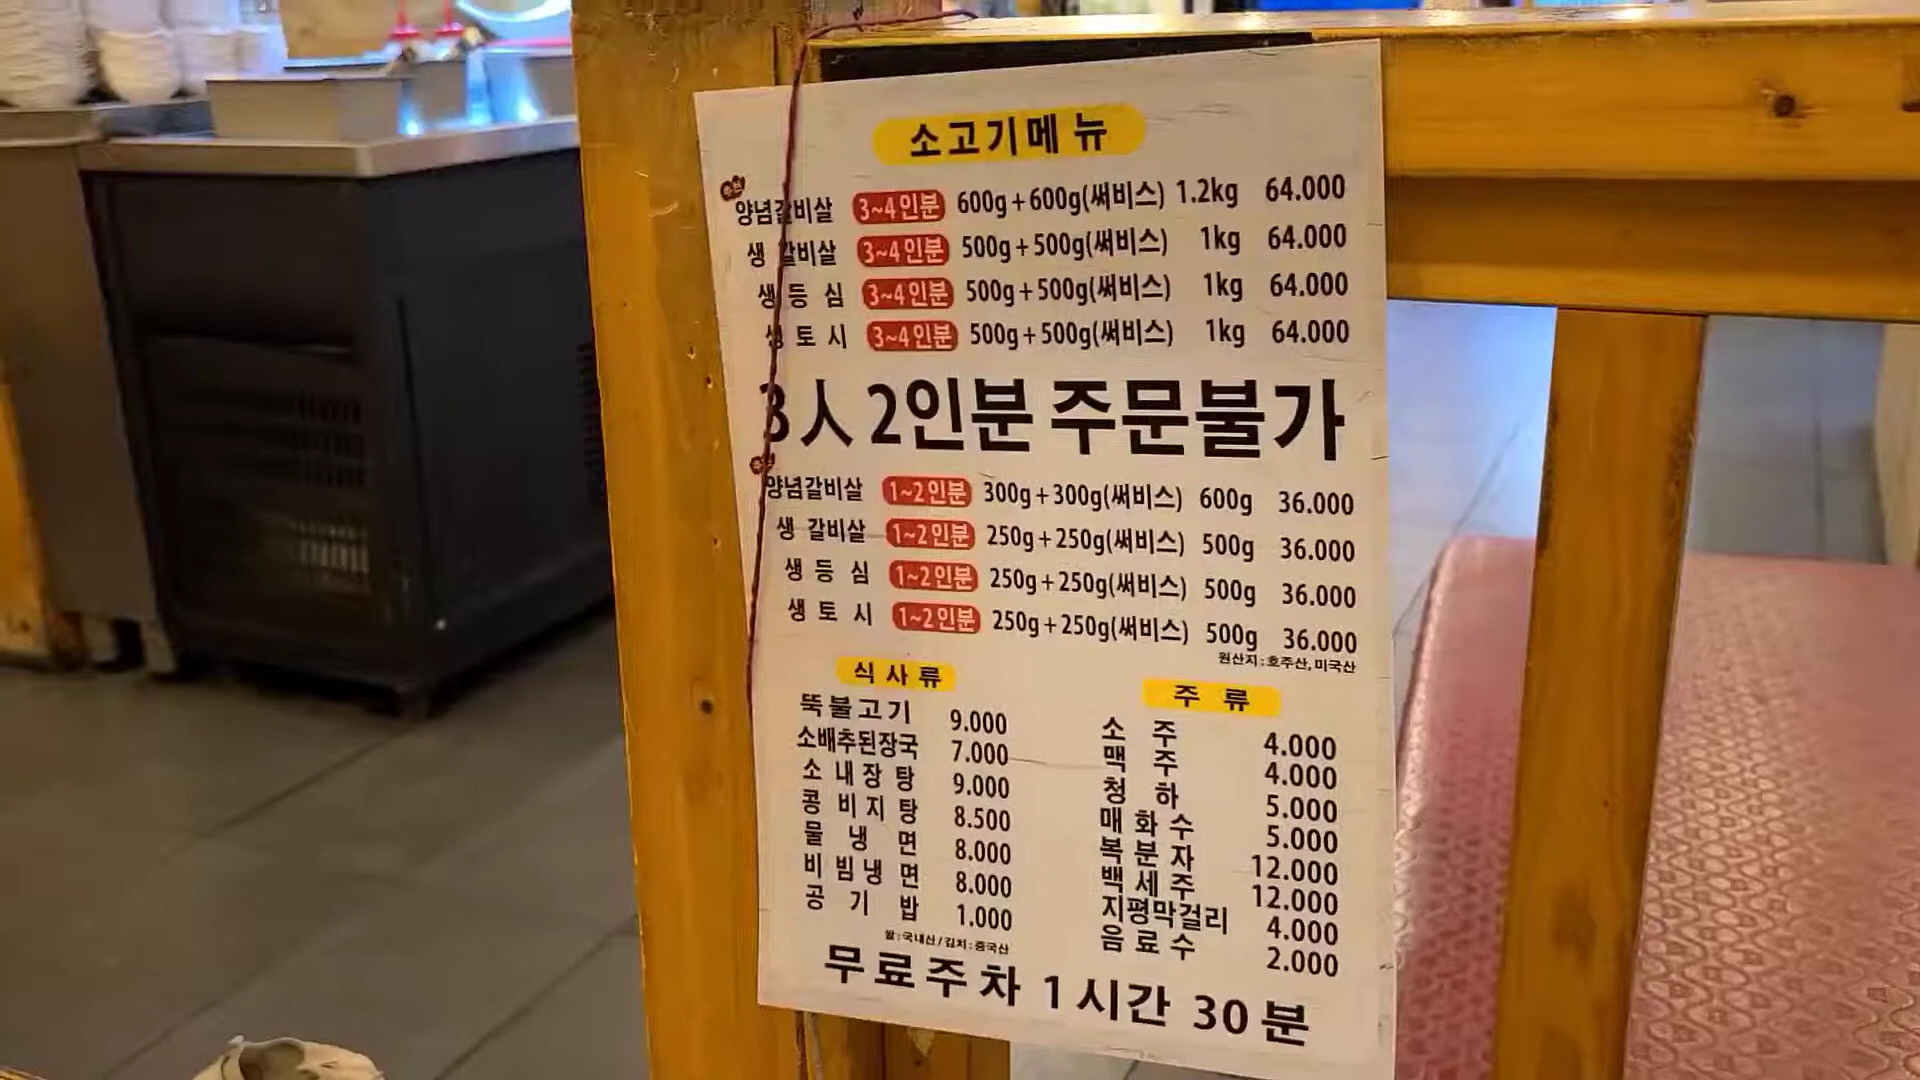 소고기메뉴
추천
양념갈비살 3~4인분 600g+600g(써비스) 1.2kg 64.000
생 갈비살 3~4인분 500g+500g(써비스) 1kg 64.000
생 등 심 3~4인분 500g+500g(써비스) 1kg 64.000
생 토 시 3~4인분 500g+500g(써비스) 1kg 64.000
3人 2인분 주문불가
추천
양념갈비살 1~2인분 300g+300g(써비스) 600g 36.000
생 갈비살 1~2인분 250g+250g(써비스) 500g 36.000
생 등 심 1~2인분 250g+250g(써비스) 500g 36.000
생 토 시 1~2인분 250g+250g(써비스) 500g 36.000
원산지:호주산, 미국산
식 사 류
뚝불고기 9.000
소배추된장국 7.000
소내장탕 9.000
콩비지탕 8.500
물 냉 면 8.000
비빔냉면 8.000
공 기 밥 1.000
쌀:국내산/김치:중국산
주 류
소 주 4.000
맥 주 4.000
청 하 5.000
매 화 수 5.000
복 분 자 12.000
백 세 주 12.000
지평막걸리 4.000
음 료 수 2.000
무료주차 1시간 30분